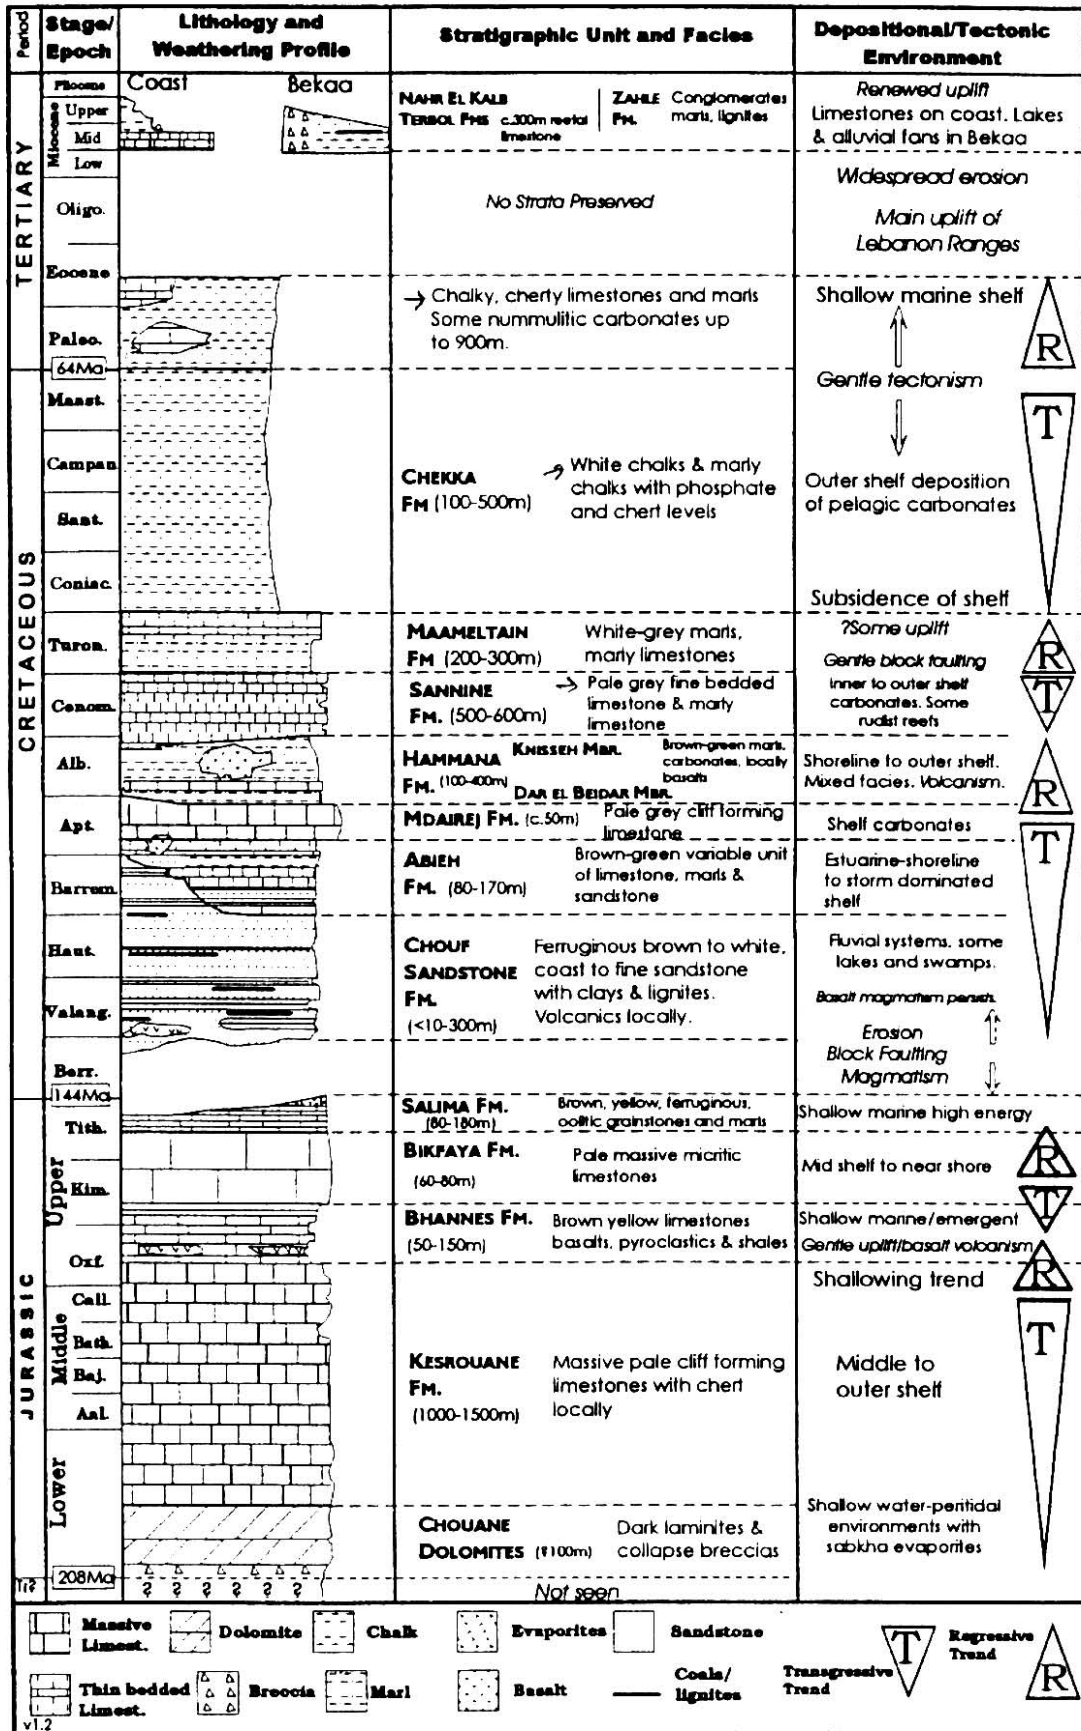 Period
Stage/
Epoch
Lithology and
Weathering Profile
Stratigraphic Unit and Facies
Depositional/Tectonic
Environment
TERTIARY
Pliocene
Miocene
Upper
Mid
Low
Oligo.
Eocene
Paleo.
64Ma
Coast
Bekaa
NAHR EL KALB
TERBOL FMS c.300m reefal
limestone
ZAHLE Conglomerates
FM. marls, lignites
Renewed uplift
Limestones on coast. Lakes
& alluvial fans in Bekaa
No Strata Preserved
Widespread erosion
Main uplift of
Lebanon Ranges
→ Chalky, cherty limestones and marls
Some nummulitic carbonates up
to 900m.
Shallow marine shelf
R
Gentle tectonism
CRETACEOUS
Maast.
Campan.
Sant.
Coniac.
Turon.
Cenom.
Alb.
Apt.
Barrem.
Haut.
Valang.
Berr.
144Ma
CHEKKA
FM (100-500m)
→ White chalks & marly
chalks with phosphate
and chert levels
T
Outer shelf deposition
of pelagic carbonates
Subsidence of shelf
MAAMELTAIN
FM (200-300m)
White-grey marls,
marly limestones
?Some uplift
Gentle block faulting
R
SANNINE
FM. (500-600m)
→ Pale grey fine bedded
limestone & marly
limestone
Inner to outer shelf
carbonates. Some
rudist reefs
T
HAMMANA KNISSEH MBR.
FM. (100-400m) DAR EL BEIDAR MBR.
Brown-green marls,
carbonates, locally
basalts
Shoreline to outer shelf.
Mixed facies. Volcanism.
R
MDAIREJ FM. (c.50m)
Pale grey cliff forming
limestone
Shelf carbonates
T
ABIEH
FM. (80-170m)
Brown-green variable unit
of limestone, marls &
sandstone
Estuarine-shoreline
to storm dominated
shelf
CHOUF
SANDSTONE
FM.
(<10-300m)
Ferruginous brown to white,
coast to fine sandstone
with clays & lignites.
Volcanics locally.
Fluvial systems, some
lakes and swamps.
Basalt magmatism persists.
Erosion
Block Faulting
Magmatism
JURASSIC
Upper
Middle
Lower
Tith.
Kim.
Oxf.
Call.
Bath.
Baj.
Aal.
208Ma
Tri?
SALIMA FM.
(80-180m)
Brown, yellow, ferruginous,
oolitic grainstones and marls
Shallow marine high energy
BIKFAYA FM.
(60-80m)
Pale massive micritic
limestones
Mid shelf to near shore
R
BHANNES FM.
(50-150m)
Brown yellow limestones
basalts, pyroclastics & shales
Shallow marine/emergent
Gentle uplift/basalt volcanism
T
R
Shallowing trend
KESROUANE
FM.
(1000-1500m)
Massive pale cliff forming
limestones with chert
locally
Middle to
outer shelf
T
CHOUANE
DOLOMITES (?100m)
Dark laminites &
collapse breccias
Shallow water-peritidal
environments with
sabkha evaporites
? ? ? ? ? ? ? ?
Not seen
Massive
Limest.
Dolomite
Chalk
Evaporites
Sandstone
T
Regressive
Trend
Thin bedded
Limest.
Breccia
Marl
Basalt
Coals/
lignites
Transgressive
Trend
R
v1.2